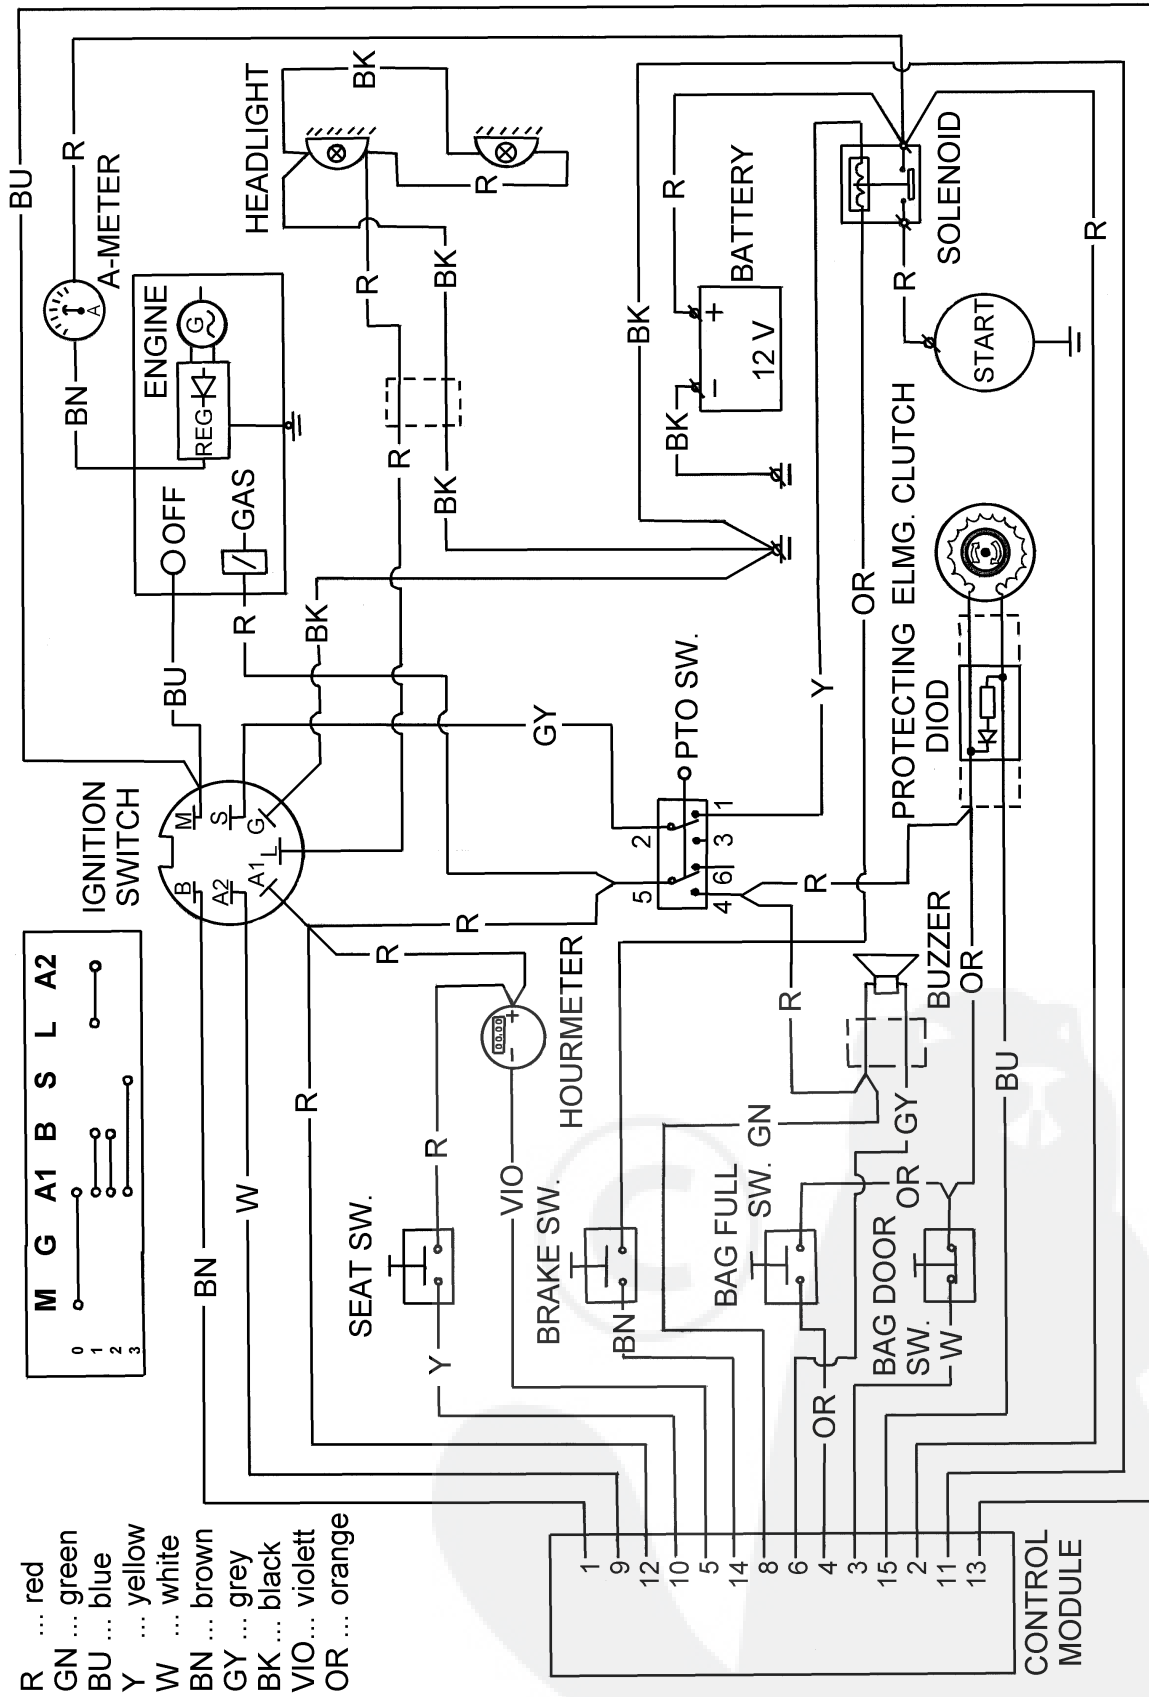 R ... red
GN ... green
BU ... blue
Y ... yellow
W ... white
BN ... brown
GY ... grey
BK ... black
VIO ... violett
OR ... orange
M G A1 B S L A2
0
1
2
3
IGNITION
SWITCH
B
A2
A1
L
G
S
M
BU
R
A-METER
A
BN
ENGINE
G
REG
OFF
GAS
BU
R
HEADLIGHT
BK
R
R
BK
R
BK
BK
GY
BK
R
BATTERY
+
–
12 V
BK
SOLENOID
R
R
START
Y
OR
PROTECTING ELMG. CLUTCH
DIOD
PTO SW.
2
5
1
3
6
4
R
R
R
R
R
HOURMETER
00,00
+
–
R
VIO
W
BN
SEAT SW.
Y
BRAKE SW.
BN
BAG FULL
SW.
GN
OR
BUZZER
GY
OR
OR
BU
BAG DOOR
SW.
W
1
9
12
10
5
14
8
6
4
3
15
2
11
13
CONTROL
MODULE
©